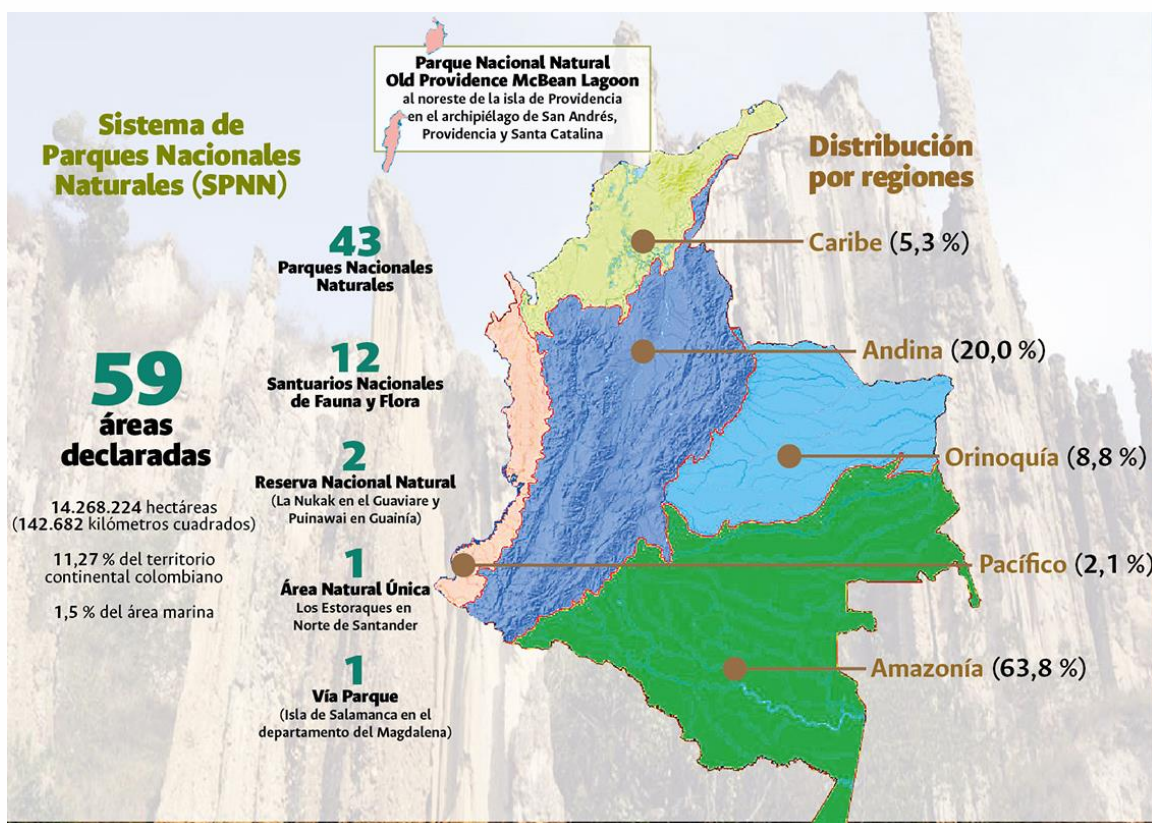 Parque Nacional Natural
Old Providence McBean Lagoon
al noreste de la isla de Providencia
en el archipiélago de San Andrés,
Providencia y Santa Catalina
Sistema de
Parques Nacionales
Naturales (SPNN)
59
áreas
declaradas
14.268.224 hectáreas
(142.682 kilómetros cuadrados)
11,27 % del territorio
continental colombiano
1,5 % del área marina
43
Parques Nacionales
Naturales
12
Santuarios Nacionales
de Fauna y Flora
2
Reserva Nacional Natural
(La Nukak en el Guaviare y
Puinawai en Guainía)
1
Área Natural Única
Los Estoraques en
Norte de Santander
1
Vía Parque
(Isla de Salamanca en el
departamento del Magdalena)
Distribución
por regiones
Caribe (5,3 %)
Andina (20,0 %)
Orinoquía (8,8 %)
Pacífico (2,1 %)
Amazonía (63,8 %)